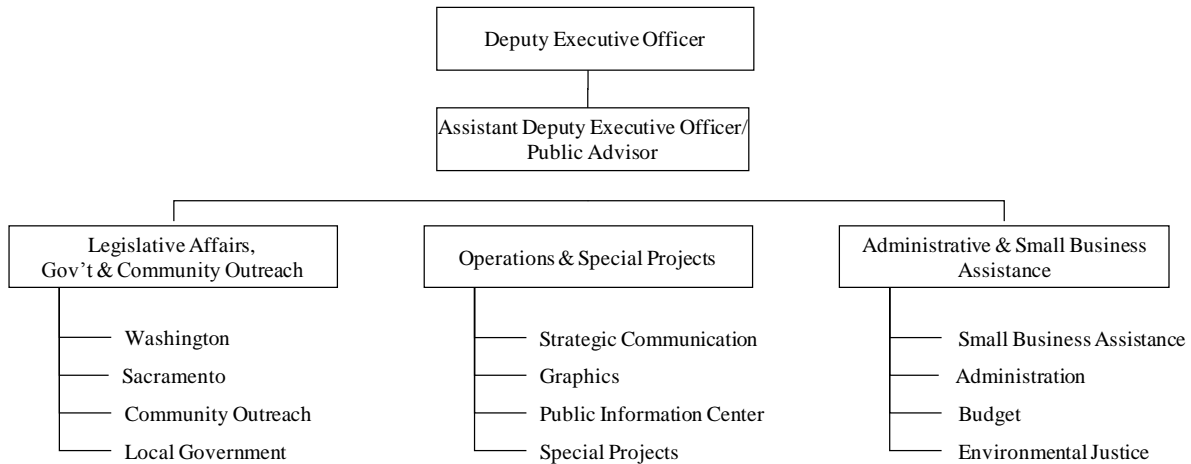 Deputy Executive Officer
Assistant Deputy Executive Officer/
Public Advisor
Legislative Affairs,
Gov’t & Community Outreach
Washington
Sacramento
Community Outreach
Local Government
Operations & Special Projects
Strategic Communication
Graphics
Public Information Center
Special Projects
Administrative & Small Business
Assistance
Small Business Assistance
Administration
Budget
Environmental Justice